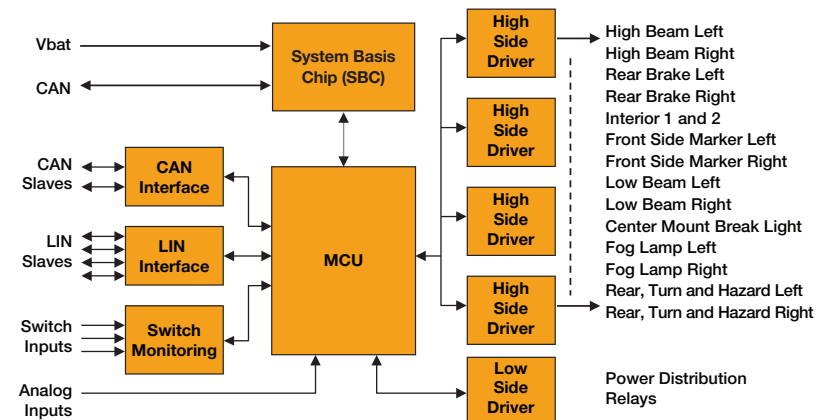 Vbat
CAN
System Basis
Chip (SBC)
CAN
Slaves
CAN
Interface
LIN
Slaves
LIN
Interface
Switch
Inputs
Switch
Monitoring
Analog
Inputs
MCU
High
Side
Driver
High
Side
Driver
High
Side
Driver
High
Side
Driver
Low
Side
Driver
High Beam Left
High Beam Right
Rear Brake Left
Rear Brake Right
Interior 1 and 2
Front Side Marker Left
Front Side Marker Right
Low Beam Left
Low Beam Right
Center Mount Break Light
Fog Lamp Left
Fog Lamp Right
Rear, Turn and Hazard Left
Rear, Turn and Hazard Right
Power Distribution
Relays